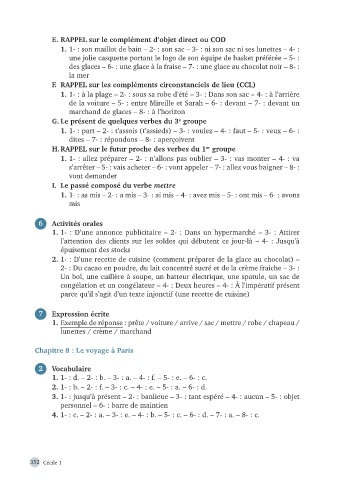 E. RAPPEL sur le complément d'objet direct ou COD
1. 1- : son maillot de bain – 2- : son sac – 3- : ni son sac ni ses lunettes – 4- :
une jolie casquette portant le logo de son équipe de basket préférée – 5- :
des glaces – 6- : une glace à la fraise – 7- : une glace au chocolat noir – 8- :
la mer
F. RAPPEL sur les compléments circonstanciels de lieu (CCL)
1. 1- : à la plage – 2- : sous sa robe d'été – 3- : Dans son sac – 4- : à l'arrière
de la voiture – 5- : entre Mireille et Sarah – 6- : devant – 7- : devant un
marchand de glaces – 8- : à l'horizon
G. Le présent de quelques verbes du 3e groupe
1. 1- : part – 2- : t'assois (t'assieds) – 3- : voulez – 4- : faut – 5- : veux – 6- :
dites – 7- : répondons – 8- : aperçoivent
H. RAPPEL sur le futur proche des verbes du 1er groupe
1. 1- : allez préparer – 2- : n'allons pas oublier – 3- : vas monter – 4- : va
s'arrêter – 5- : vais acheter – 6- : vont appeler – 7- : allez vous baigner – 8- :
vont demander
I. Le passé composé du verbe mettre
1. 1- : as mis – 2- : a mis – 3- : ai mis – 4- : avez mis – 5- : ont mis – 6- : avons
mis
6 Activités orales
1. 1- : D'une annonce publicitaire – 2- : Dans un hypermarché – 3- : Attirer
l'attention des clients sur les soldes qui débutent ce jour-là – 4- : Jusqu'à
épuisement des stocks
2. 1- : D'une recette de cuisine (comment préparer de la glace au chocolat) –
2- : Du cacao en poudre, du lait concentré sucré et de la crème fraiche – 3- :
Un bol, une cuillère à soupe, un batteur électrique, une spatule, un sac de
congélation et un congélateur – 4- : Deux heures – 4- : À l'impératif présent
parce qu'il s'agit d'un texte injonctif (une recette de cuisine)
7 Expression écrite
1. Exemple de réponse : prête / voiture / arrive / sac / mettre / robe / chapeau /
lunettes / crème / marchand
Chapitre 8 : Le voyage à Paris
2 Vocabulaire
1. 1- : d. – 2- : b. – 3- : a. – 4- : f. – 5- : e. – 6- : c.
2. 1- : b. – 2- : f. – 3- : c. – 4- : e. – 5- : a. – 6- : d.
3. 1- : jusqu'à présent – 2- : banlieue – 3- : tant espéré – 4- : aucun – 5- : objet
personnel – 6- : barre de maintien
4. 1- : c. – 2- : a. – 3- : e. – 4- : b. – 5- : c. – 6- : d. – 7- : a. – 8- : c.
352 Cécile 1